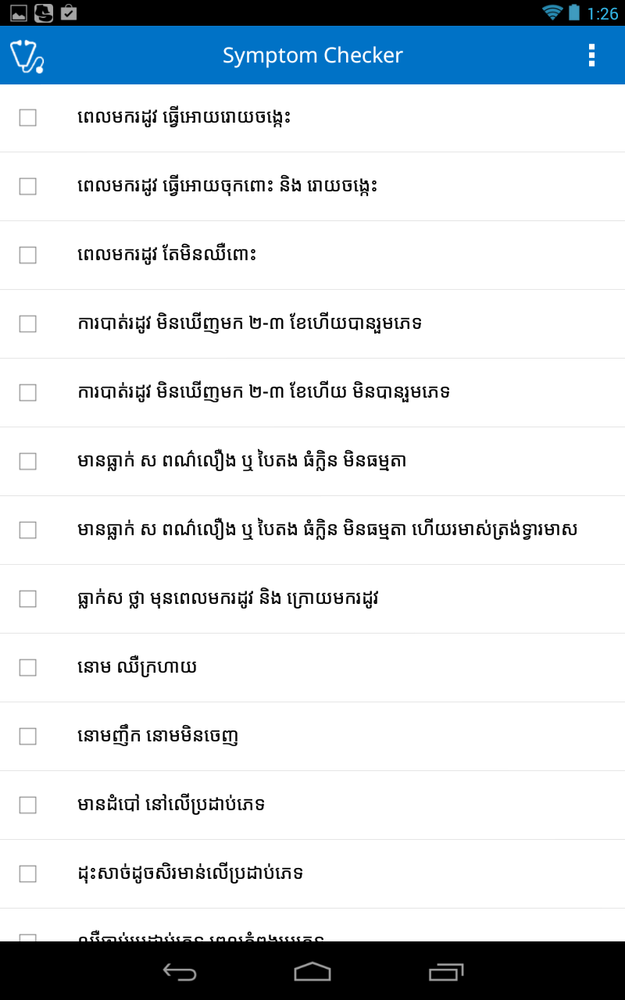 1:26
Symptom Checker
ពេលមករដូវ ធ្វើអោយរោយចង្កេះ
ពេលមករដូវ ធ្វើអោយចុកពោះ និង រោយចង្កេះ
ពេលមករដូវ តែមិនឈឺពោះ
ការបាត់រដូវ មិនឃើញមក ២-៣ ខែហើយបានរួមភេទ
ការបាត់រដូវ មិនឃើញមក ២-៣ ខែហើយ មិនបានរួមភេទ
មានធ្លាក់ ស ពណ៌លឿង ឬ បៃតង ធំក្លិន មិនធម្មតា
មានធ្លាក់ ស ពណ៌លឿង ឬ បៃតង ធំក្លិន មិនធម្មតា ហើយរមាស់ត្រង់ទ្វារមាស
ធ្លាក់ស ថ្លា មុនពេលមករដូវ និង ក្រោយមករដូវ
នោម ឈឺក្រហាយ
នោមញឹក នោមមិនចេញ
មានដំបៅ នៅលើប្រដាប់ភេទ
ដុះសាច់ដូចសិរមាន់លើប្រដាប់ភេទ